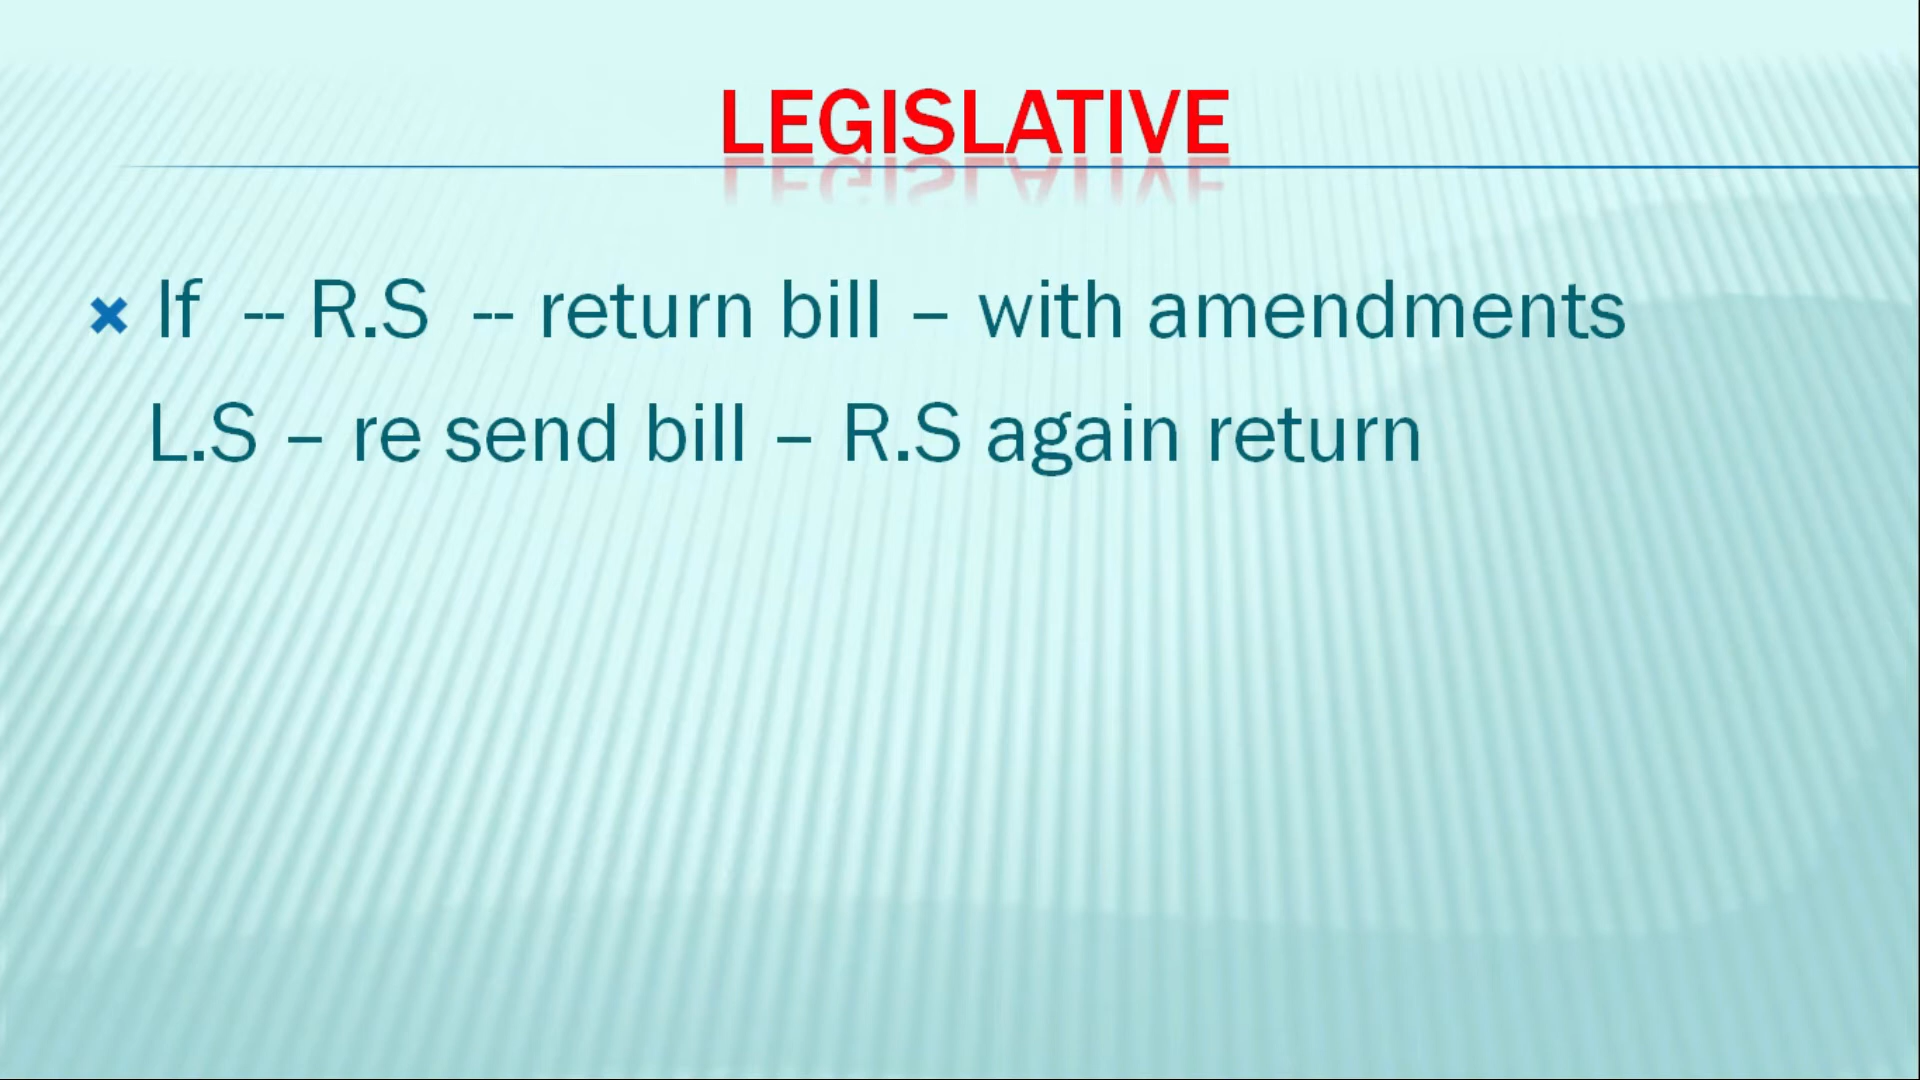 LEGISLATIVE
If -- R.S -- return bill – with amendments
L.S – re send bill – R.S again return